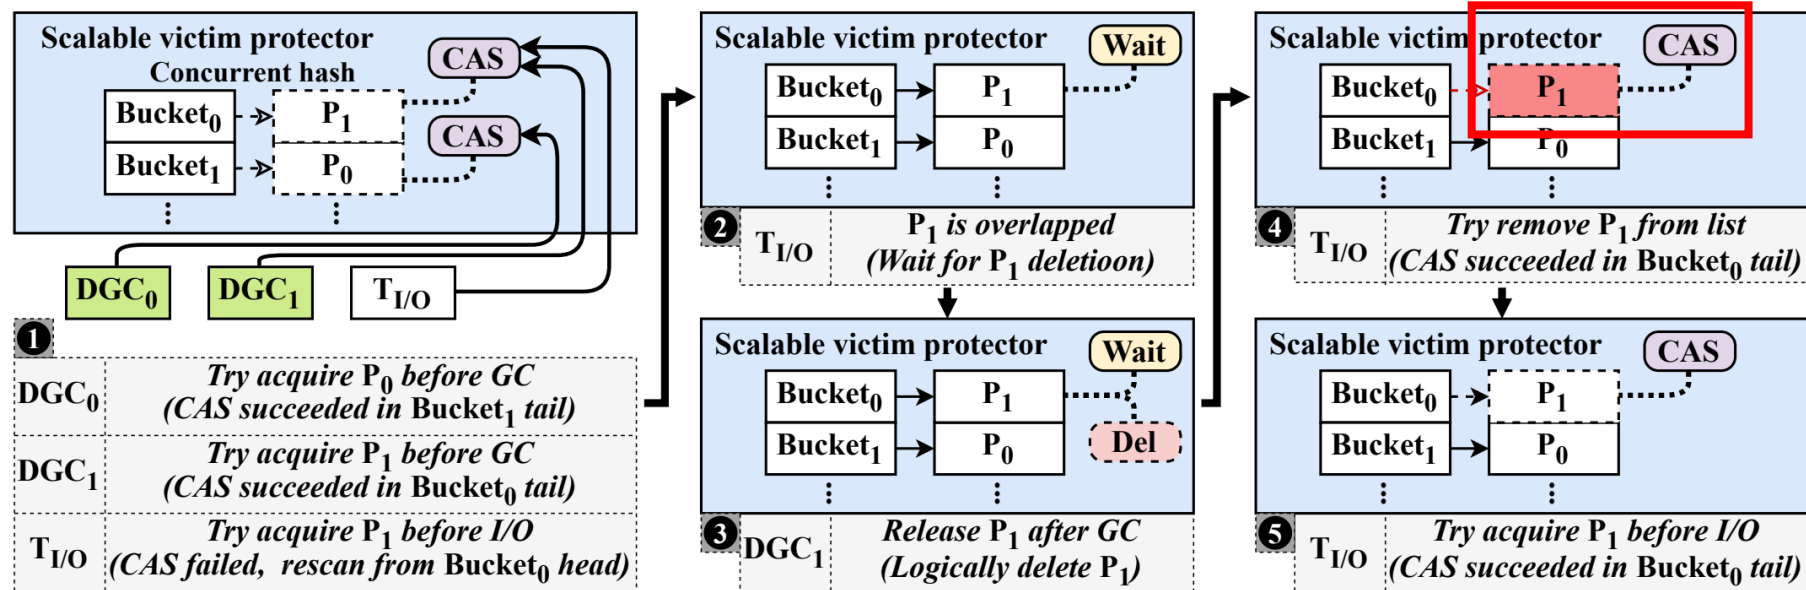 Scalable victim protector
Concurrent hash
CAS
Bucket0
P1
CAS
Bucket1
P0
DGC0
DGC1
TI/O
1
DGC0
Try acquire P0 before GC
(CAS succeeded in Bucket1 tail)
DGC1
Try acquire P1 before GC
(CAS succeeded in Bucket0 tail)
TI/O
Try acquire P1 before I/O
(CAS failed, rescan from Bucket0 head)
Scalable victim protector
Wait
Bucket0
P1
Bucket1
P0
2
TI/O
P1 is overlapped
(Wait for P1 deletioon)
Scalable victim protector
Wait
Bucket0
P1
Bucket1
P0
Del
3
DGC1
Release P1 after GC
(Logically delete P1)
Scalable victim protector
CAS
Bucket0
P1
Bucket1
P0
4
TI/O
Try remove P1 from list
(CAS succeeded in Bucket0 tail)
Scalable victim protector
CAS
Bucket0
P1
Bucket1
P0
5
TI/O
Try acquire P1 before I/O
(CAS succeeded in Bucket0 tail)